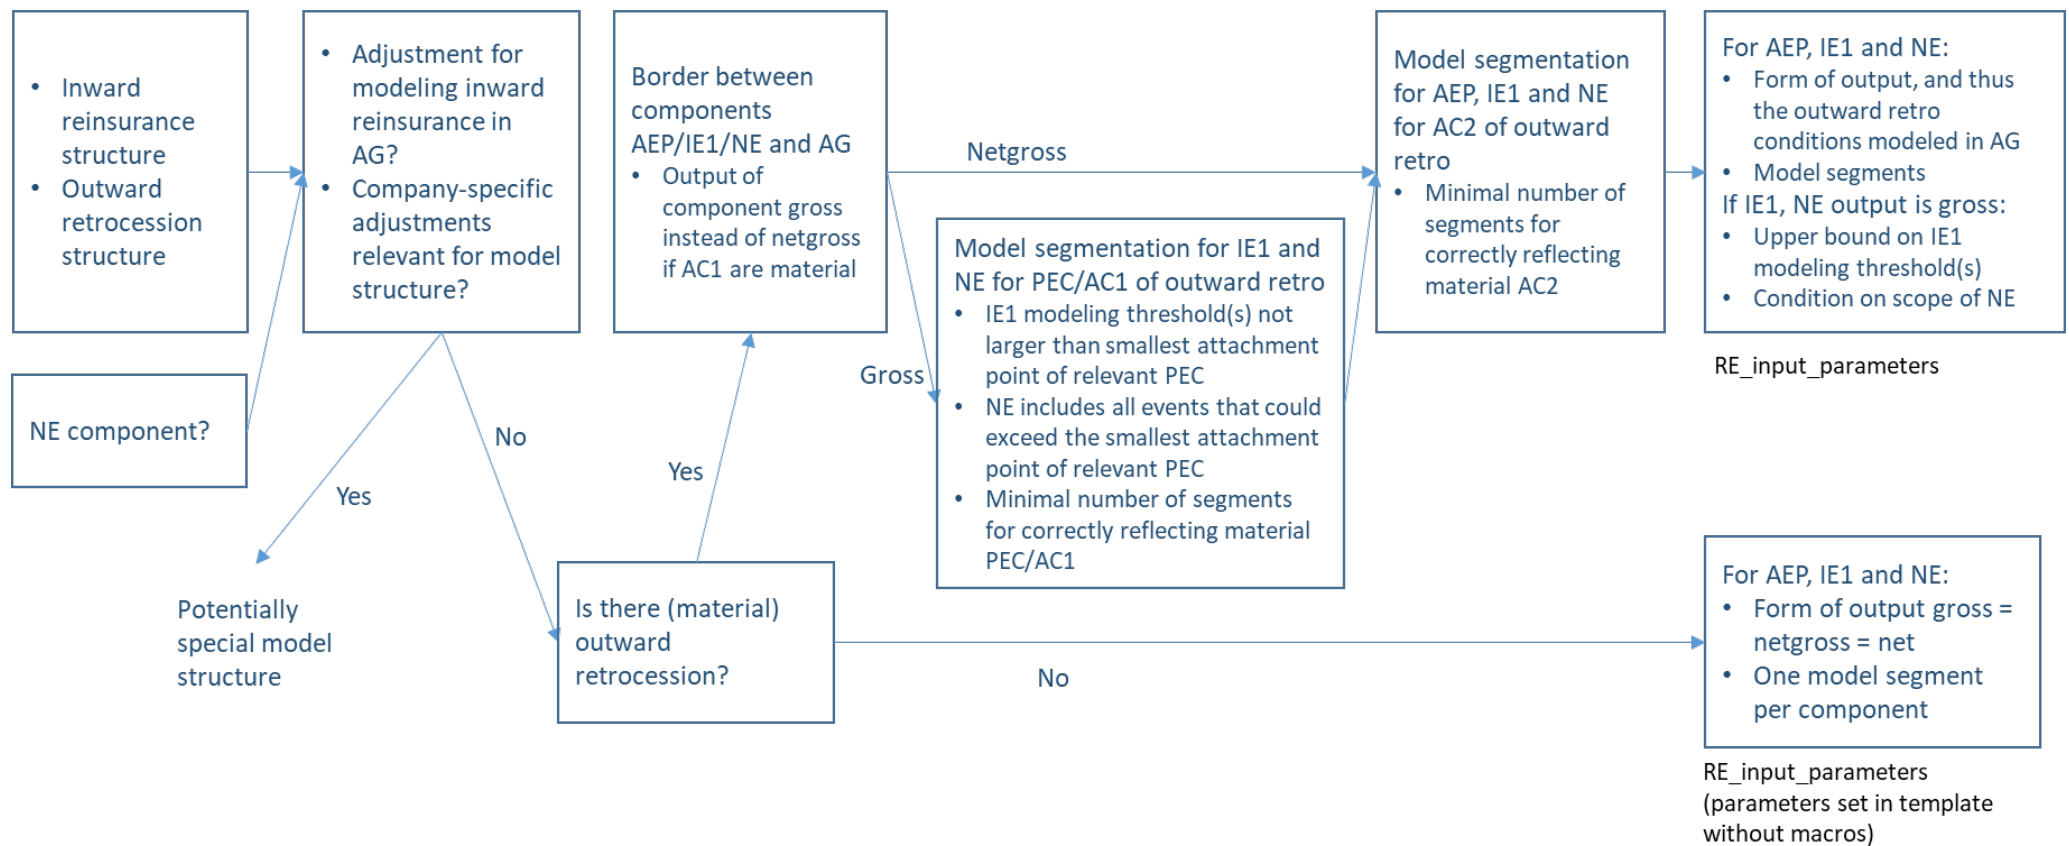 • Inward
reinsurance
structure
• Outward
retrocession
structure
NE component?
• Adjustment for
modeling inward
reinsurance in
AG?
• Company-specific
adjustments
relevant for model
structure?
Yes
No
Potentially
special model
structure
Is there (material)
outward
retrocession?
Yes
No
Border between
components
AEP/IE1/NE and AG
• Output of
component gross
instead of netgross
if AC1 are material
Netgross
Gross
Model segmentation for IE1 and
NE for PEC/AC1 of outward retro
• IE1 modeling threshold(s) not
larger than smallest attachment
point of relevant PEC
• NE includes all events that could
exceed the smallest attachment
point of relevant PEC
• Minimal number of segments
for correctly reflecting material
PEC/AC1
Model segmentation
for AEP, IE1 and NE
for AC2 of outward
retro
• Minimal number of
segments for
correctly reflecting
material AC2
For AEP, IE1 and NE:
• Form of output, and thus
the outward retro
conditions modeled in AG
• Model segments
If IE1, NE output is gross:
• Upper bound on IE1
modeling threshold(s)
• Condition on scope of NE
RE_input_parameters
For AEP, IE1 and NE:
• Form of output gross =
netgross = net
• One model segment
per component
RE_input_parameters
(parameters set in template
without macros)